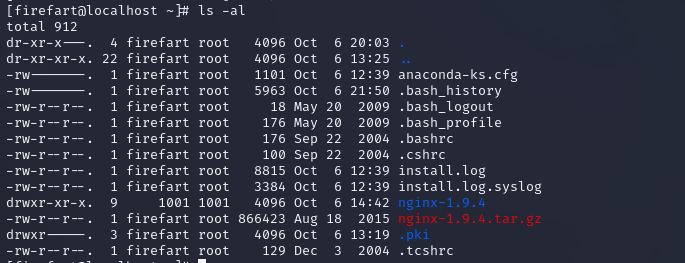 [firefart@localhost ~]# ls -al
total 912
dr-xr-x---.  4 firefart root   4096 Oct  6 20:03 .
dr-xr-xr-x. 22 firefart root   4096 Oct  6 13:25 ..
-rw-------.  1 firefart root   1101 Oct  6 12:39 anaconda-ks.cfg
-rw-------.  1 firefart root   5963 Oct  6 21:50 .bash_history
-rw-r--r--.  1 firefart root     18 May 20  2009 .bash_logout
-rw-r--r--.  1 firefart root    176 May 20  2009 .bash_profile
-rw-r--r--.  1 firefart root    176 Sep 22  2004 .bashrc
-rw-r--r--.  1 firefart root    100 Sep 22  2004 .cshrc
-rw-r--r--.  1 firefart root   8815 Oct  6 12:39 install.log
-rw-r--r--.  1 firefart root   3384 Oct  6 12:39 install.log.syslog
drwxr-xr-x.  9     1001 1001   4096 Oct  6 14:42 nginx-1.9.4
-rw-r--r--.  1 firefart root 866423 Aug 18  2015 nginx-1.9.4.tar.gz
drwxr-----.  3 firefart root   4096 Oct  6 13:19 .pki
-rw-r--r--.  1 firefart root    129 Dec  3  2004 .tcshrc
[firefart@localhost ~]#